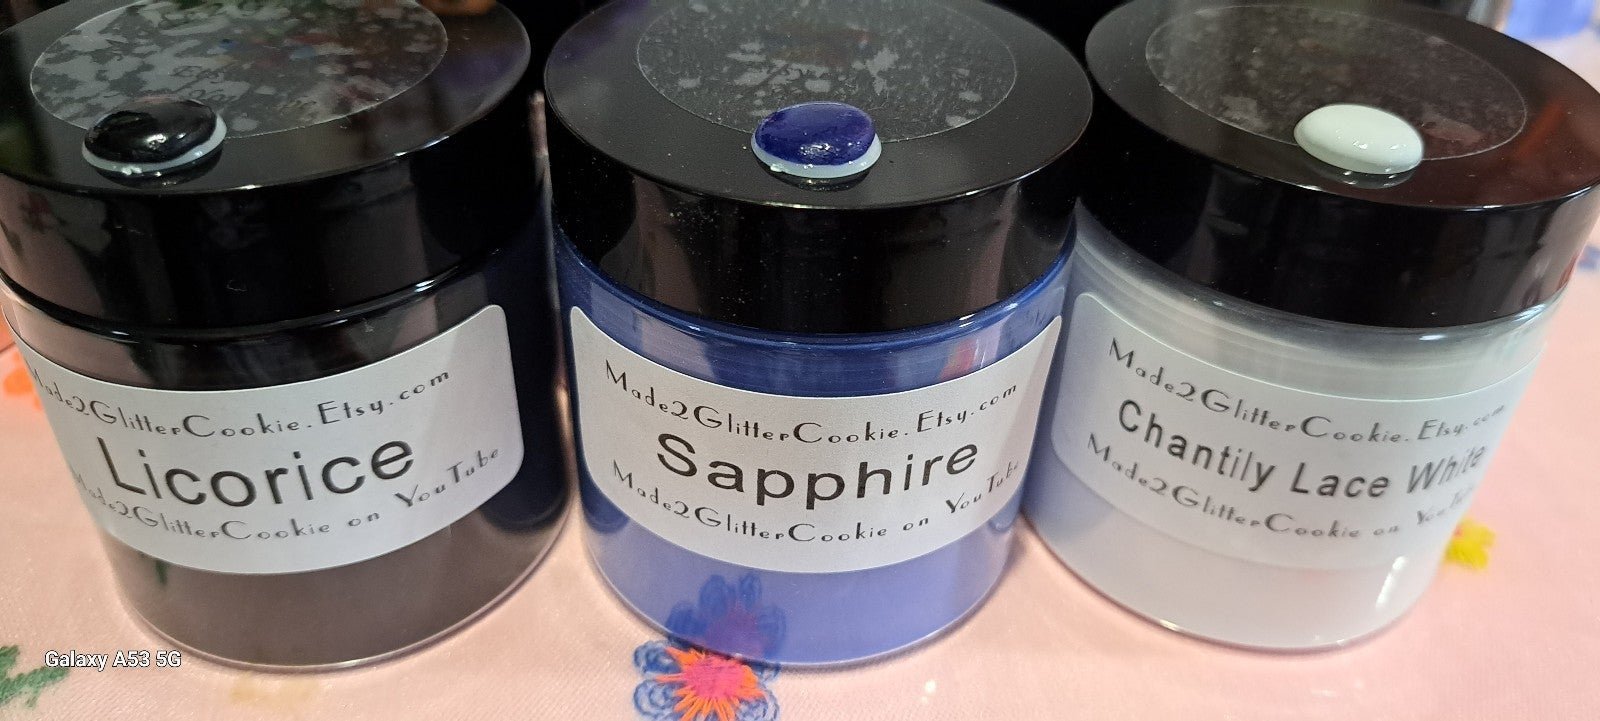 Made2GlitterCookie.Etsy.com
Licorice
Made2GlitterCookie on YouTube
Made2GlitterCookie.Etsy.com
Sapphire
Made2GlitterCookie on YouTube
Made2GlitterCookie.Etsy.com
Chantily Lace White
Made2GlitterCookie on YouTube
Galaxy A53 5G